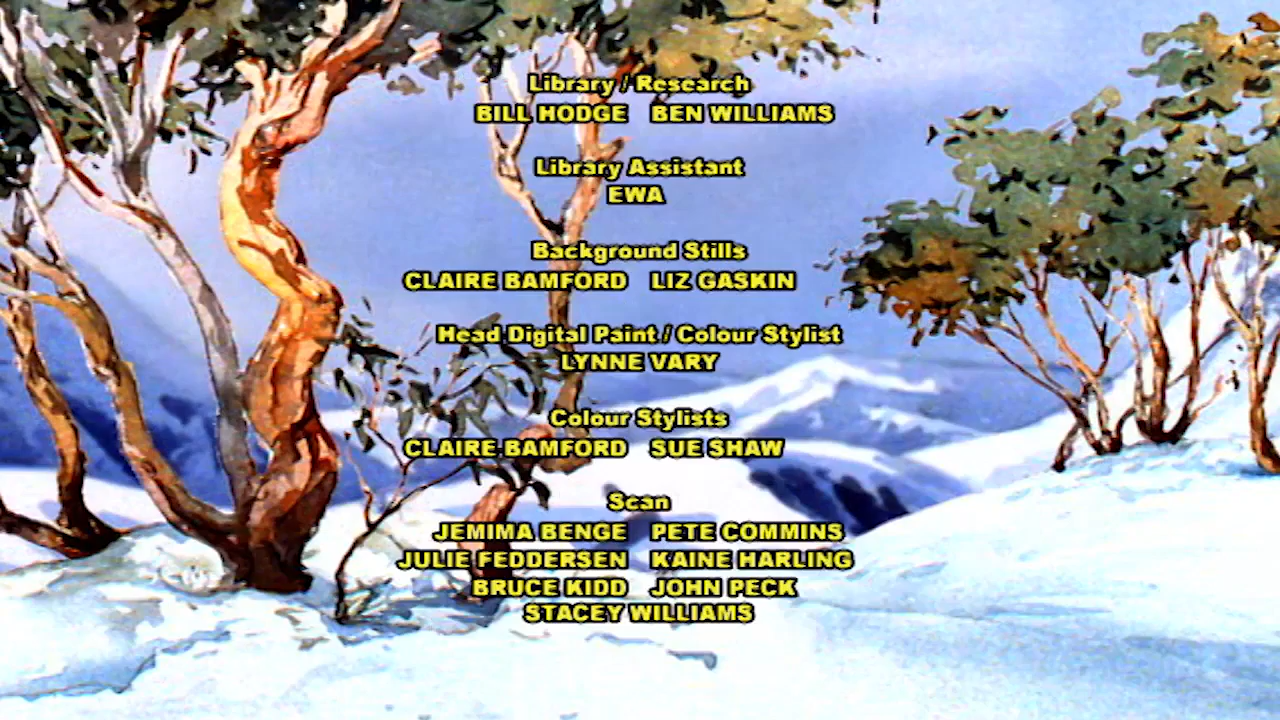 Library / Research
BILL HODGE BEN WILLIAMS
Library Assistant
EWA
Background Stills
CLAIRE BAMFORD LIZ GASKIN
Head Digital Paint / Colour Stylist
LYNNE VARY
Colour Stylists
CLAIRE BAMFORD SUE SHAW
Scan
JEMIMA BENGE PETE COMMINS
JULIE FEDDERSEN KAINE HARLING
BRUCE KIDD JOHN PECK
STACEY WILLIAMS